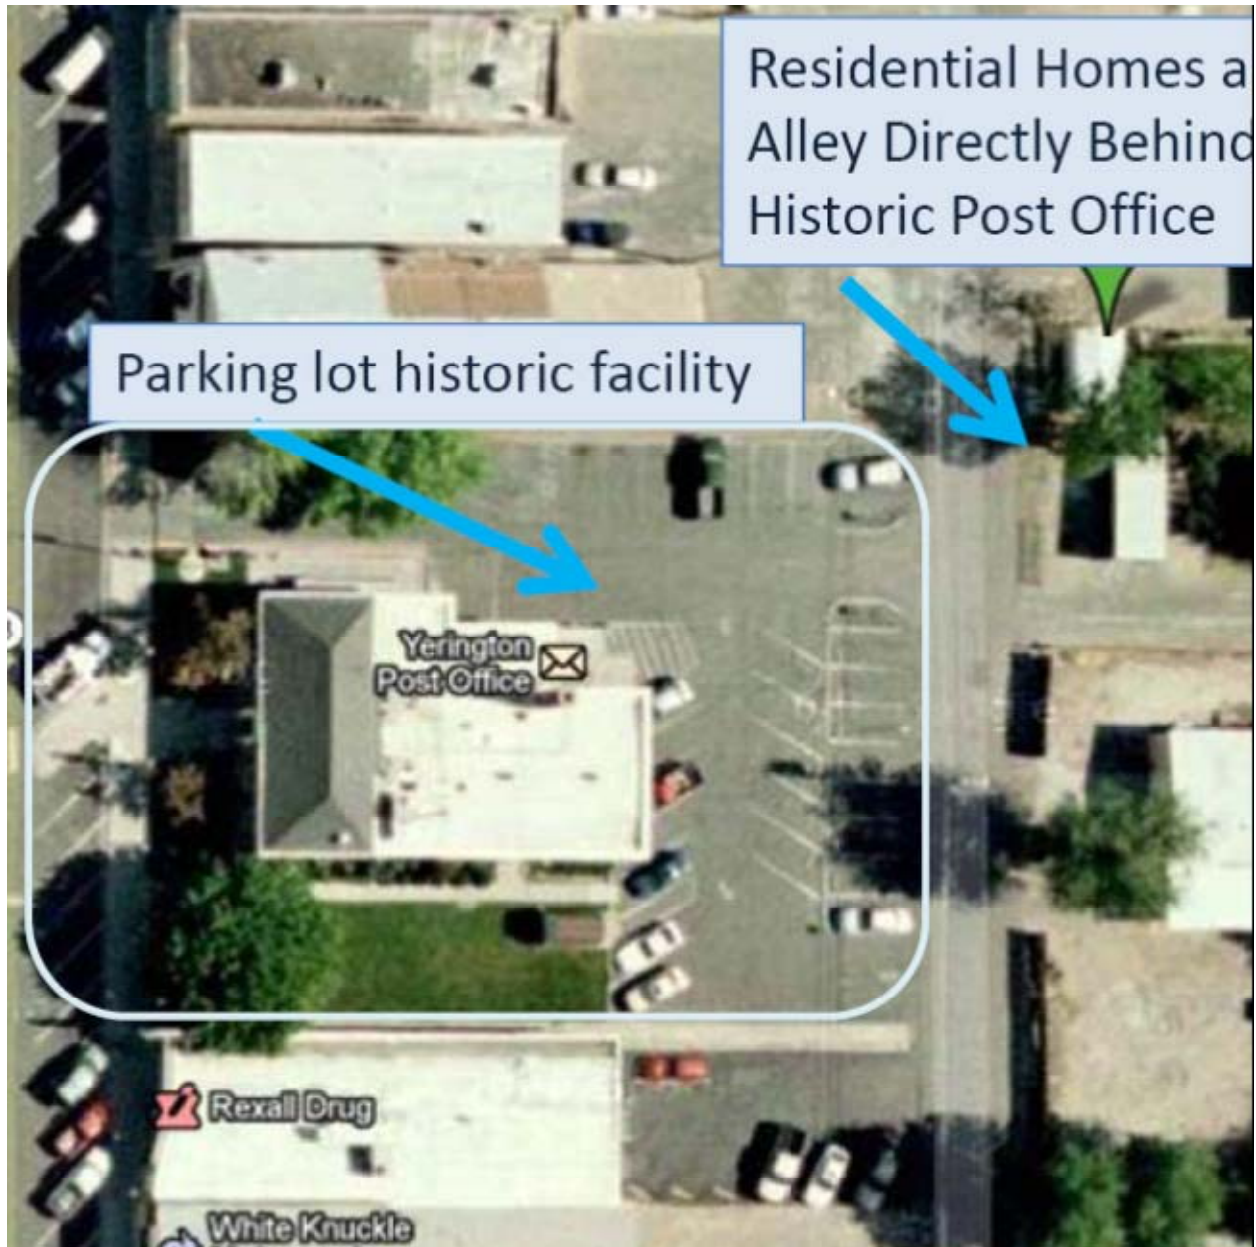 Residential Homes a
Alley Directly Behind
Historic Post Office
Parking lot historic facility
Yerington
Post Office
Rexall Drug
White Knuckle